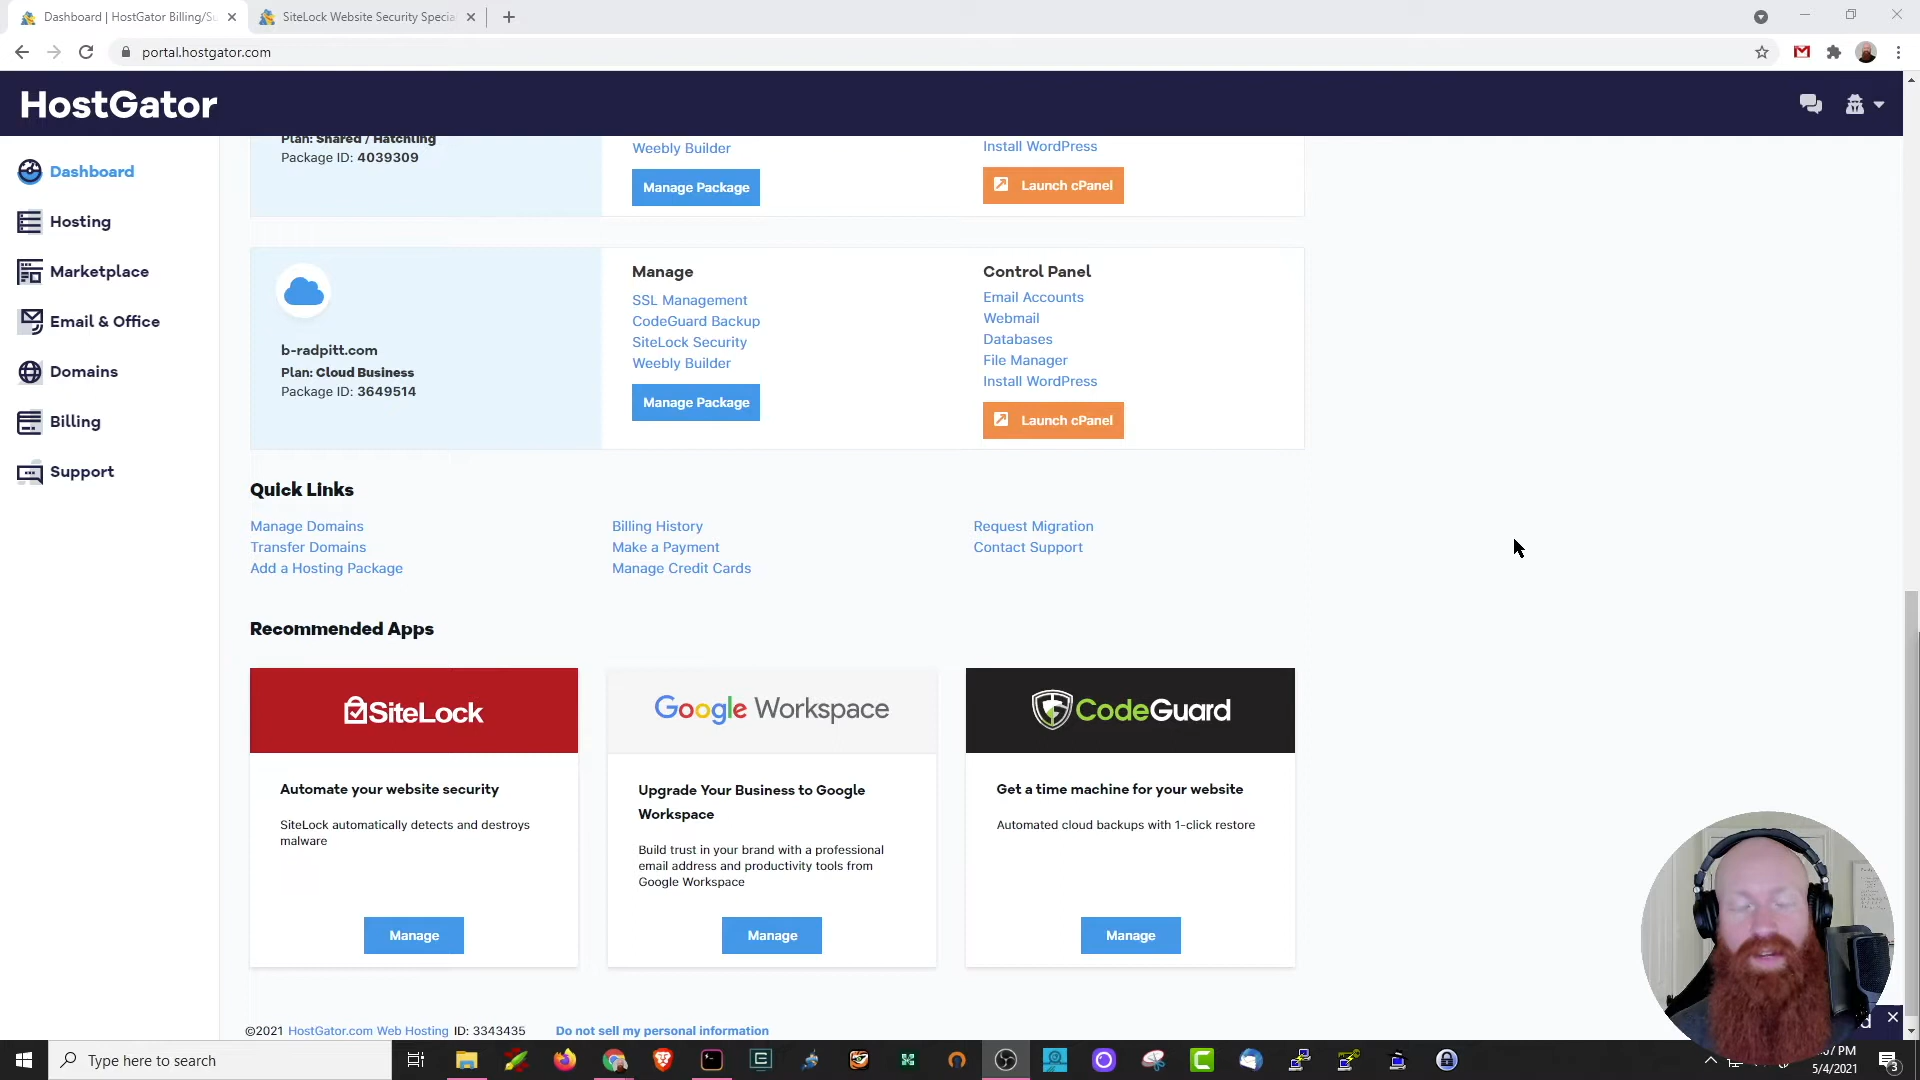 Dashboard | HostGator Billing/Su
SiteLock Website Security Specia
portal.hostgator.com
HostGator
Dashboard
Hosting
Marketplace
Email & Office
Domains
Billing
Support
Plan: Shared / Hatchling
Package ID: 4039309
Weebly Builder
Manage Package
Install WordPress
Launch cPanel
b-radpitt.com
Plan: Cloud Business
Package ID: 3649514
Manage
SSL Management
CodeGuard Backup
SiteLock Security
Weebly Builder
Manage Package
Control Panel
Email Accounts
Webmail
Databases
File Manager
Install WordPress
Launch cPanel
Quick Links
Manage Domains
Transfer Domains
Add a Hosting Package
Billing History
Make a Payment
Manage Credit Cards
Request Migration
Contact Support
Recommended Apps
SiteLock
Automate your website security
SiteLock automatically detects and destroys
malware
Manage
Google Workspace
Upgrade Your Business to Google
Workspace
Build trust in your brand with a professional
email address and productivity tools from
Google Workspace
Manage
CodeGuard
Get a time machine for your website
Automated cloud backups with 1-click restore
Manage
©2021 HostGator.com Web Hosting ID: 3343435
Do not sell my personal information
Type here to search
:07 PM
5/4/2021
3